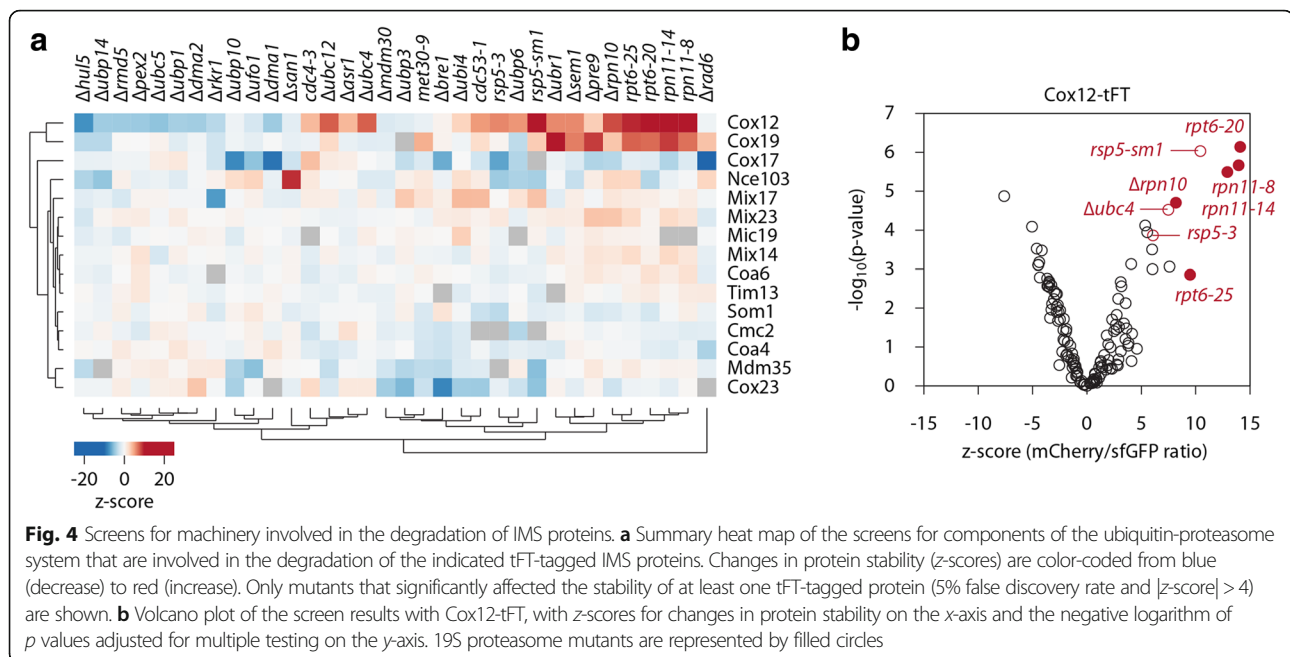 a
b
Δhul5
Δubp14
Δrmd5
Δpex2
Δubc5
Δubp1
Δdma2
Δrkr1
Δubp10
Δufo1
Δdma1
Δsan1
cdc4-3
Δubc12
Δasr1
Δubc4
Δmdm30
Δubp3
met30-9
Δbre1
Δubi4
cdc53-1
rsp5-3
Δubp6
rsp5-sm1
Δubr1
Δsem1
Δpre9
Δrpn10
rpt6-25
rpt6-20
rpn11-14
rpn11-8
Δrad6
Cox12
Cox19
Cox17
Nce103
Mix17
Mix23
Mic19
Mix14
Coa6
Tim13
Som1
Cmc2
Coa4
Mdm35
Cox23
-20 0 20
z-score
Cox12-tFT
7
6
5
4
3
2
1
0
-log10(p-value)
rpt6-20
rsp5-sm1
Δrpn10
rpn11-8
Δubc4
rpn11-14
rsp5-3
rpt6-25
-15 -10 -5 0 5 10 15
z-score (mCherry/sfGFP ratio)
Fig. 4 Screens for machinery involved in the degradation of IMS proteins. a Summary heat map of the screens for components of the ubiquitin-proteasome
system that are involved in the degradation of the indicated tFT-tagged IMS proteins. Changes in protein stability (z-scores) are color-coded from blue
(decrease) to red (increase). Only mutants that significantly affected the stability of at least one tFT-tagged protein (5% false discovery rate and |z-score| > 4)
are shown. b Volcano plot of the screen results with Cox12-tFT, with z-scores for changes in protein stability on the x-axis and the negative logarithm of
p values adjusted for multiple testing on the y-axis. 19S proteasome mutants are represented by filled circles